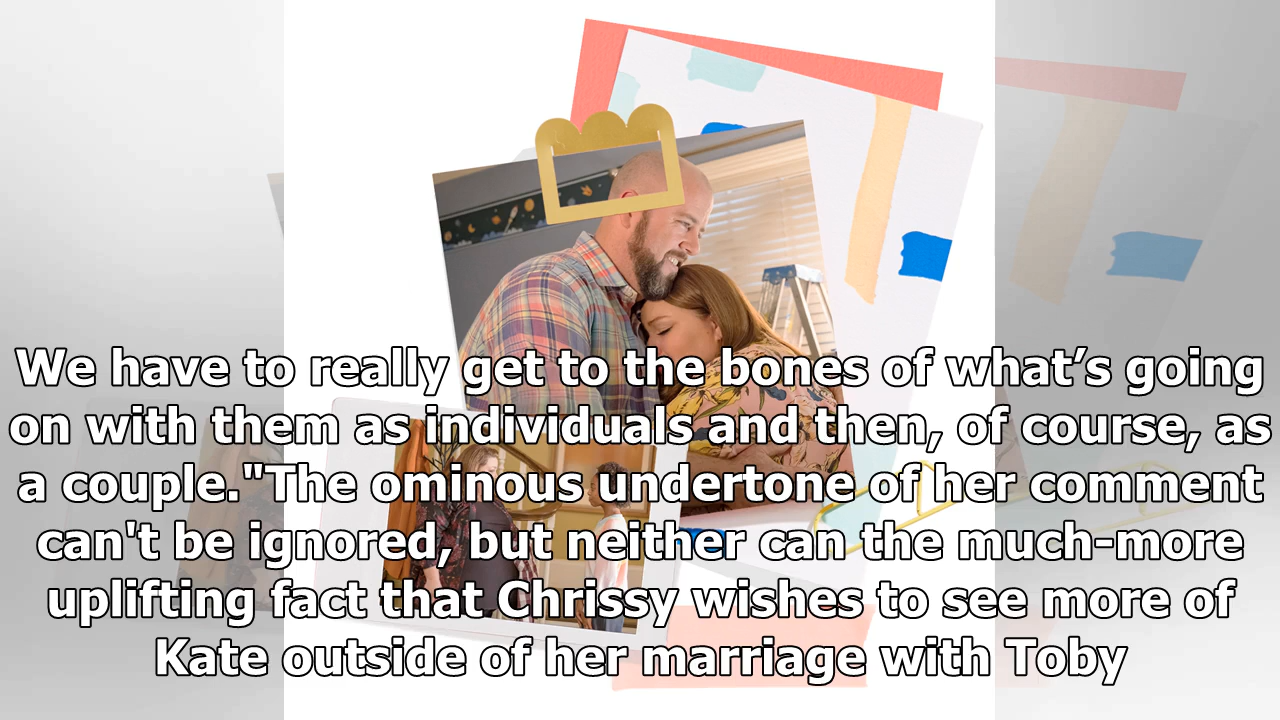 We have to really get to the bones of what’s going
on with them as individuals and then, of course, as
a couple."The ominous undertone of her comment
can't be ignored, but neither can the much-more
uplifting fact that Chrissy wishes to see more of
Kate outside of her marriage with Toby